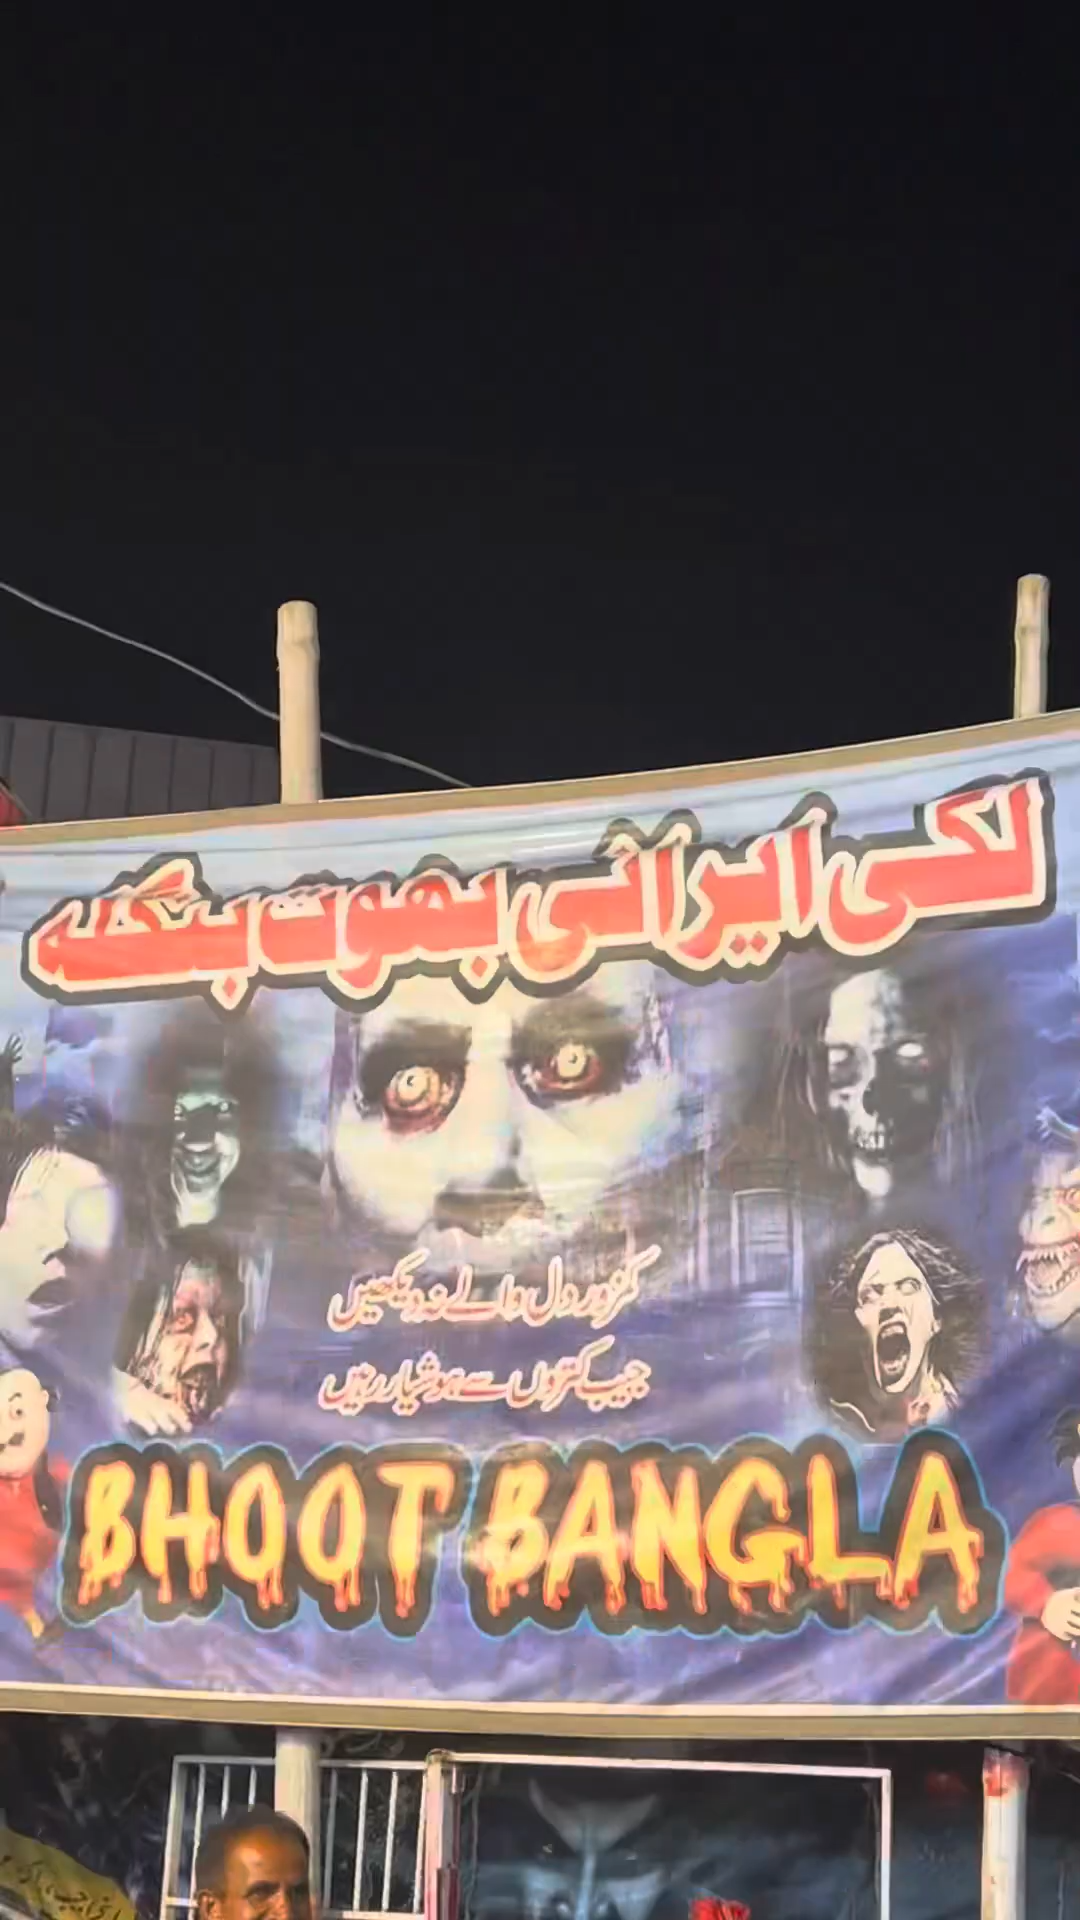 لکی ایرانی بھوت بنگلہ
کمزور دل والے نہ دیکھیں
جیب کتروں سے ہوشیار رہیں
BHOOT BANGLA